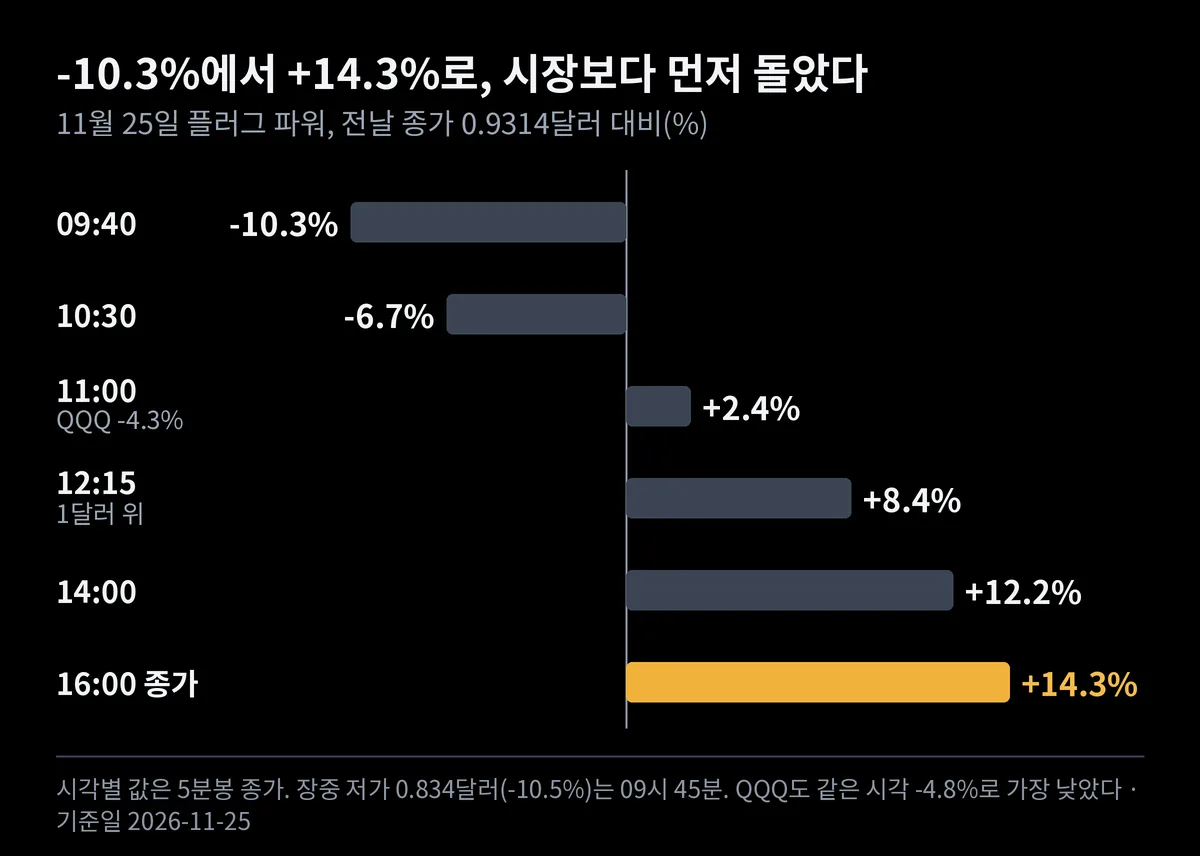 -10.3%에서 +14.3%로, 시장보다 먼저 돌았다
11월 25일 플러그 파워, 전날 종가 0.9314달러 대비(%)
09:40
-10.3%
10:30
-6.7%
11:00
QQQ -4.3%
+2.4%
12:15
1달러 위
+8.4%
14:00
+12.2%
16:00 종가
+14.3%
시각별 값은 5분봉 종가. 장중 저가 0.834달러(-10.5%)는 09시 45분. QQQ도 같은 시각 -4.8%로 가장 낮았다 ·
기준일 2026-11-25